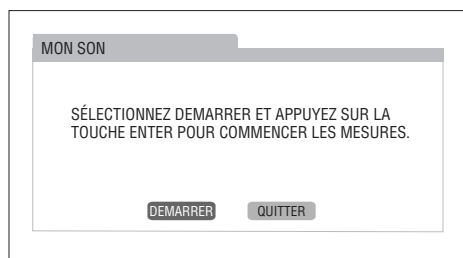 MON SON
SÉLECTIONNEZ DEMARRER ET APPUYEZ SUR LA
TOUCHE ENTER POUR COMMENCER LES MESURES.
DEMARRER QUITTER